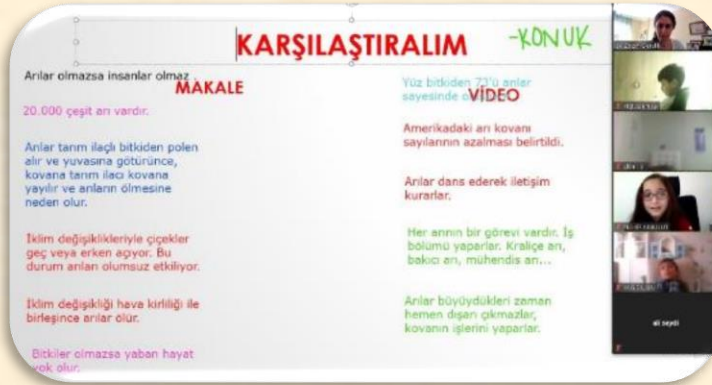 KARŞILAŞTIRALIM
-KONUK
Arılar olmazsa insanlar olmaz .
MAKALE
20.000 çeşit arı vardır.
Arılar tarım ilaçlı bitkiden polen
alır ve yuvasına götürünce,
kovana tarım ilacı kovana
yayılır ve arıların ölmesine
neden olur.
İklim değişiklikleriyle çiçekler
geç veya erken açıyor. Bu
durum arıları olumsuz etkiliyor.
İklim değişikliği hava kirliliği ile
birleşince arılar ölür.
Bitkiler olmazsa yaban hayat
yok olur.
Yüz bitkiden 73'ü arılar
sayesinde
VİDEO
Amerikadaki arı kovanı
sayılarının azalması belirtildi.
Arılar dans ederek iletişim
kurarlar.
Her arının bir görevi vardır. İş
bölümü yaparlar. Kraliçe arı,
bakıcı arı, mühendis arı...
Arılar büyüydükleri zaman
hemen dışarı çıkmazlar,
kovanın işlerini yaparlar.
ali seydi